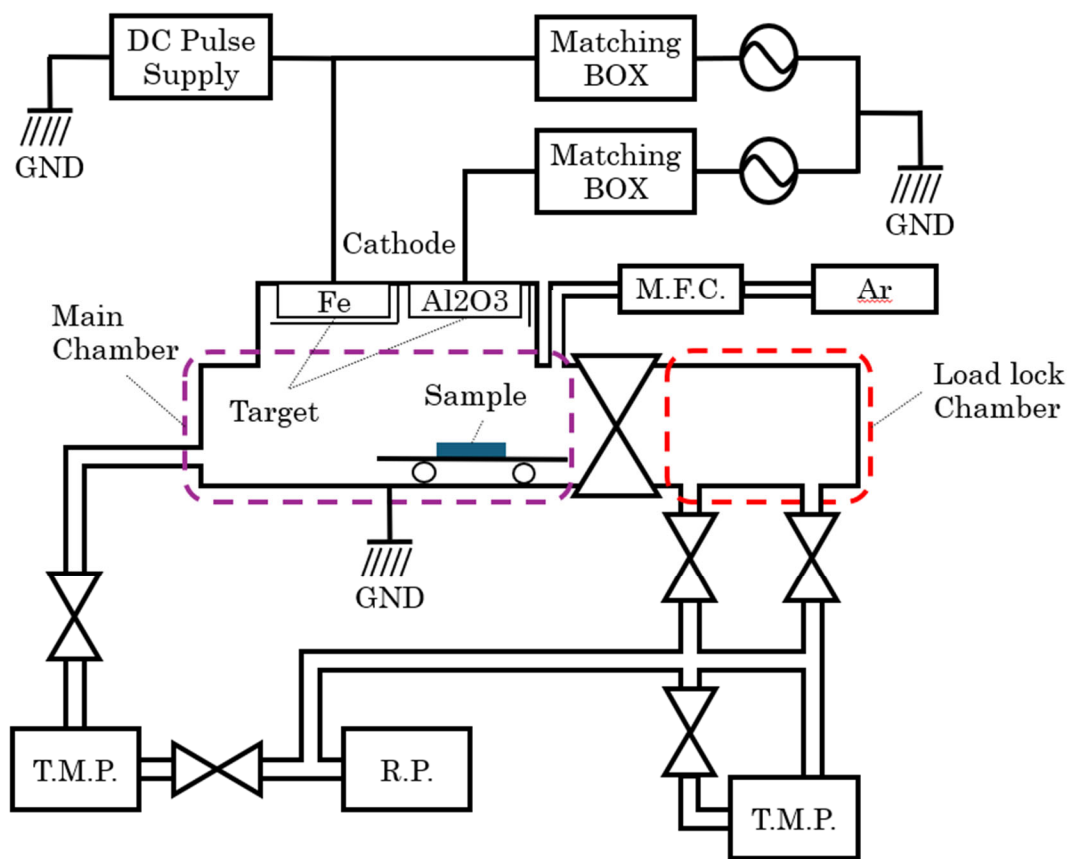 DC Pulse
Supply
GND
Matching
BOX
Matching
BOX
GND
Cathode
Fe
Al2O3
M.F.C.
Ar
Main
Chamber
Target
Sample
Load lock
Chamber
GND
T.M.P.
R.P.
T.M.P.